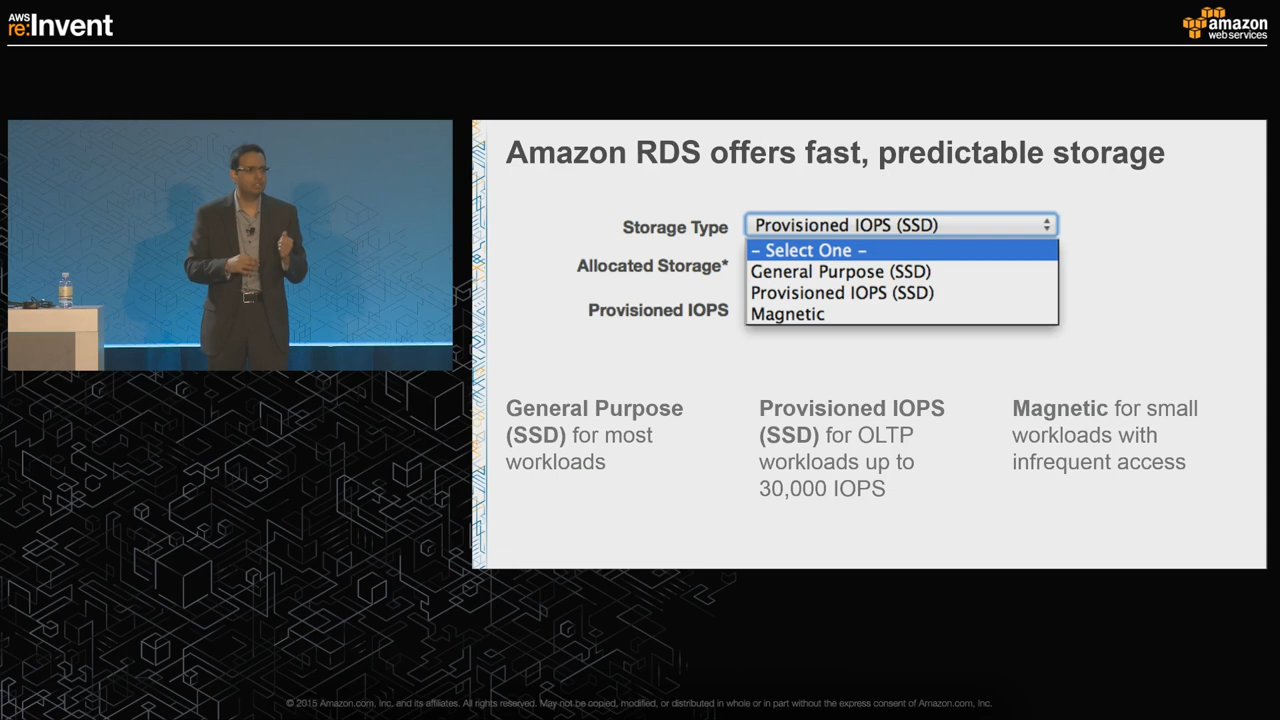 AWS
re:Invent
amazon
web services
Amazon RDS offers fast, predictable storage
Storage Type
Provisioned IOPS (SSD)
– Select One –
Allocated Storage*
General Purpose (SSD)
Provisioned IOPS (SSD)
Provisioned IOPS
Magnetic
General Purpose
(SSD) for most
workloads
Provisioned IOPS
(SSD) for OLTP
workloads up to
30,000 IOPS
Magnetic for small
workloads with
infrequent access
© 2015 Amazon.com, Inc. and its affiliates. All rights reserved. May not be copied, modified, or distributed in whole or in part without the express consent of Amazon.com, Inc.